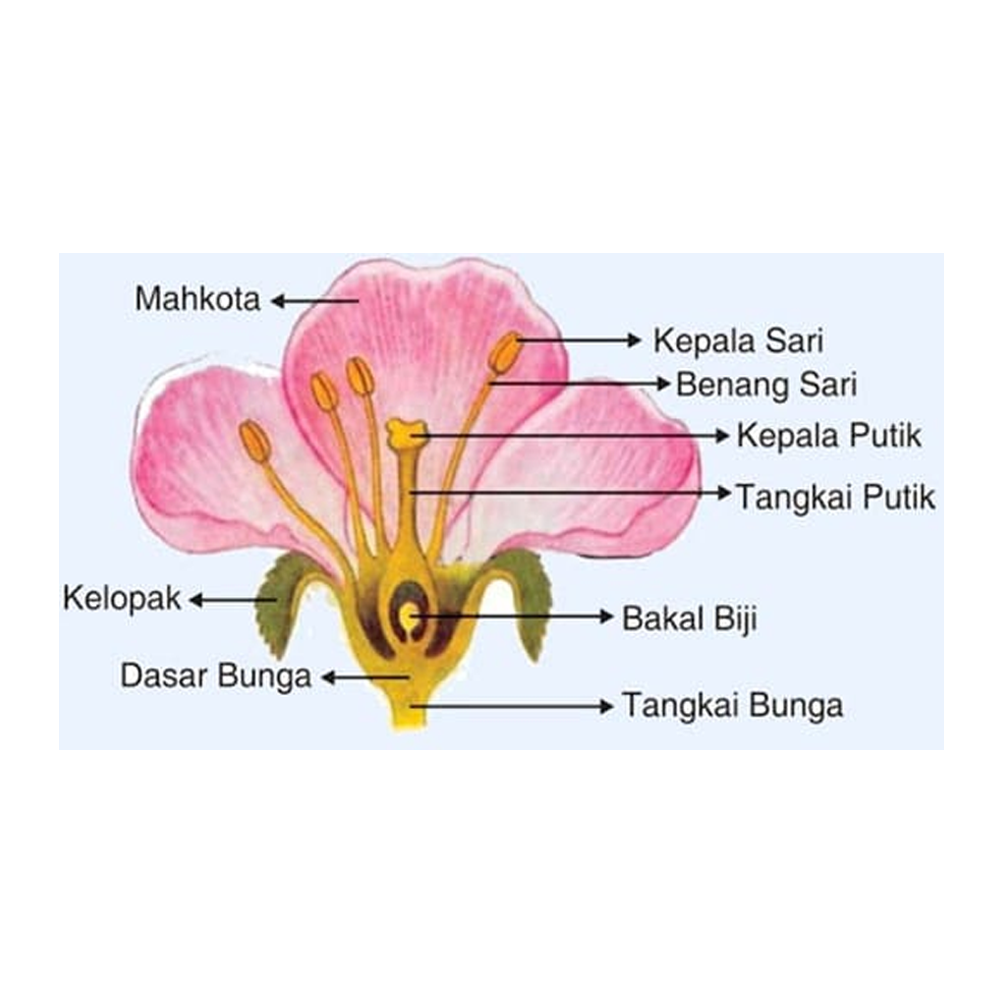 Mahkota
Kepala Sari
Benang Sari
Kepala Putik
Tangkai Putik
Kelopak
Bakal Biji
Dasar Bunga
Tangkai Bunga